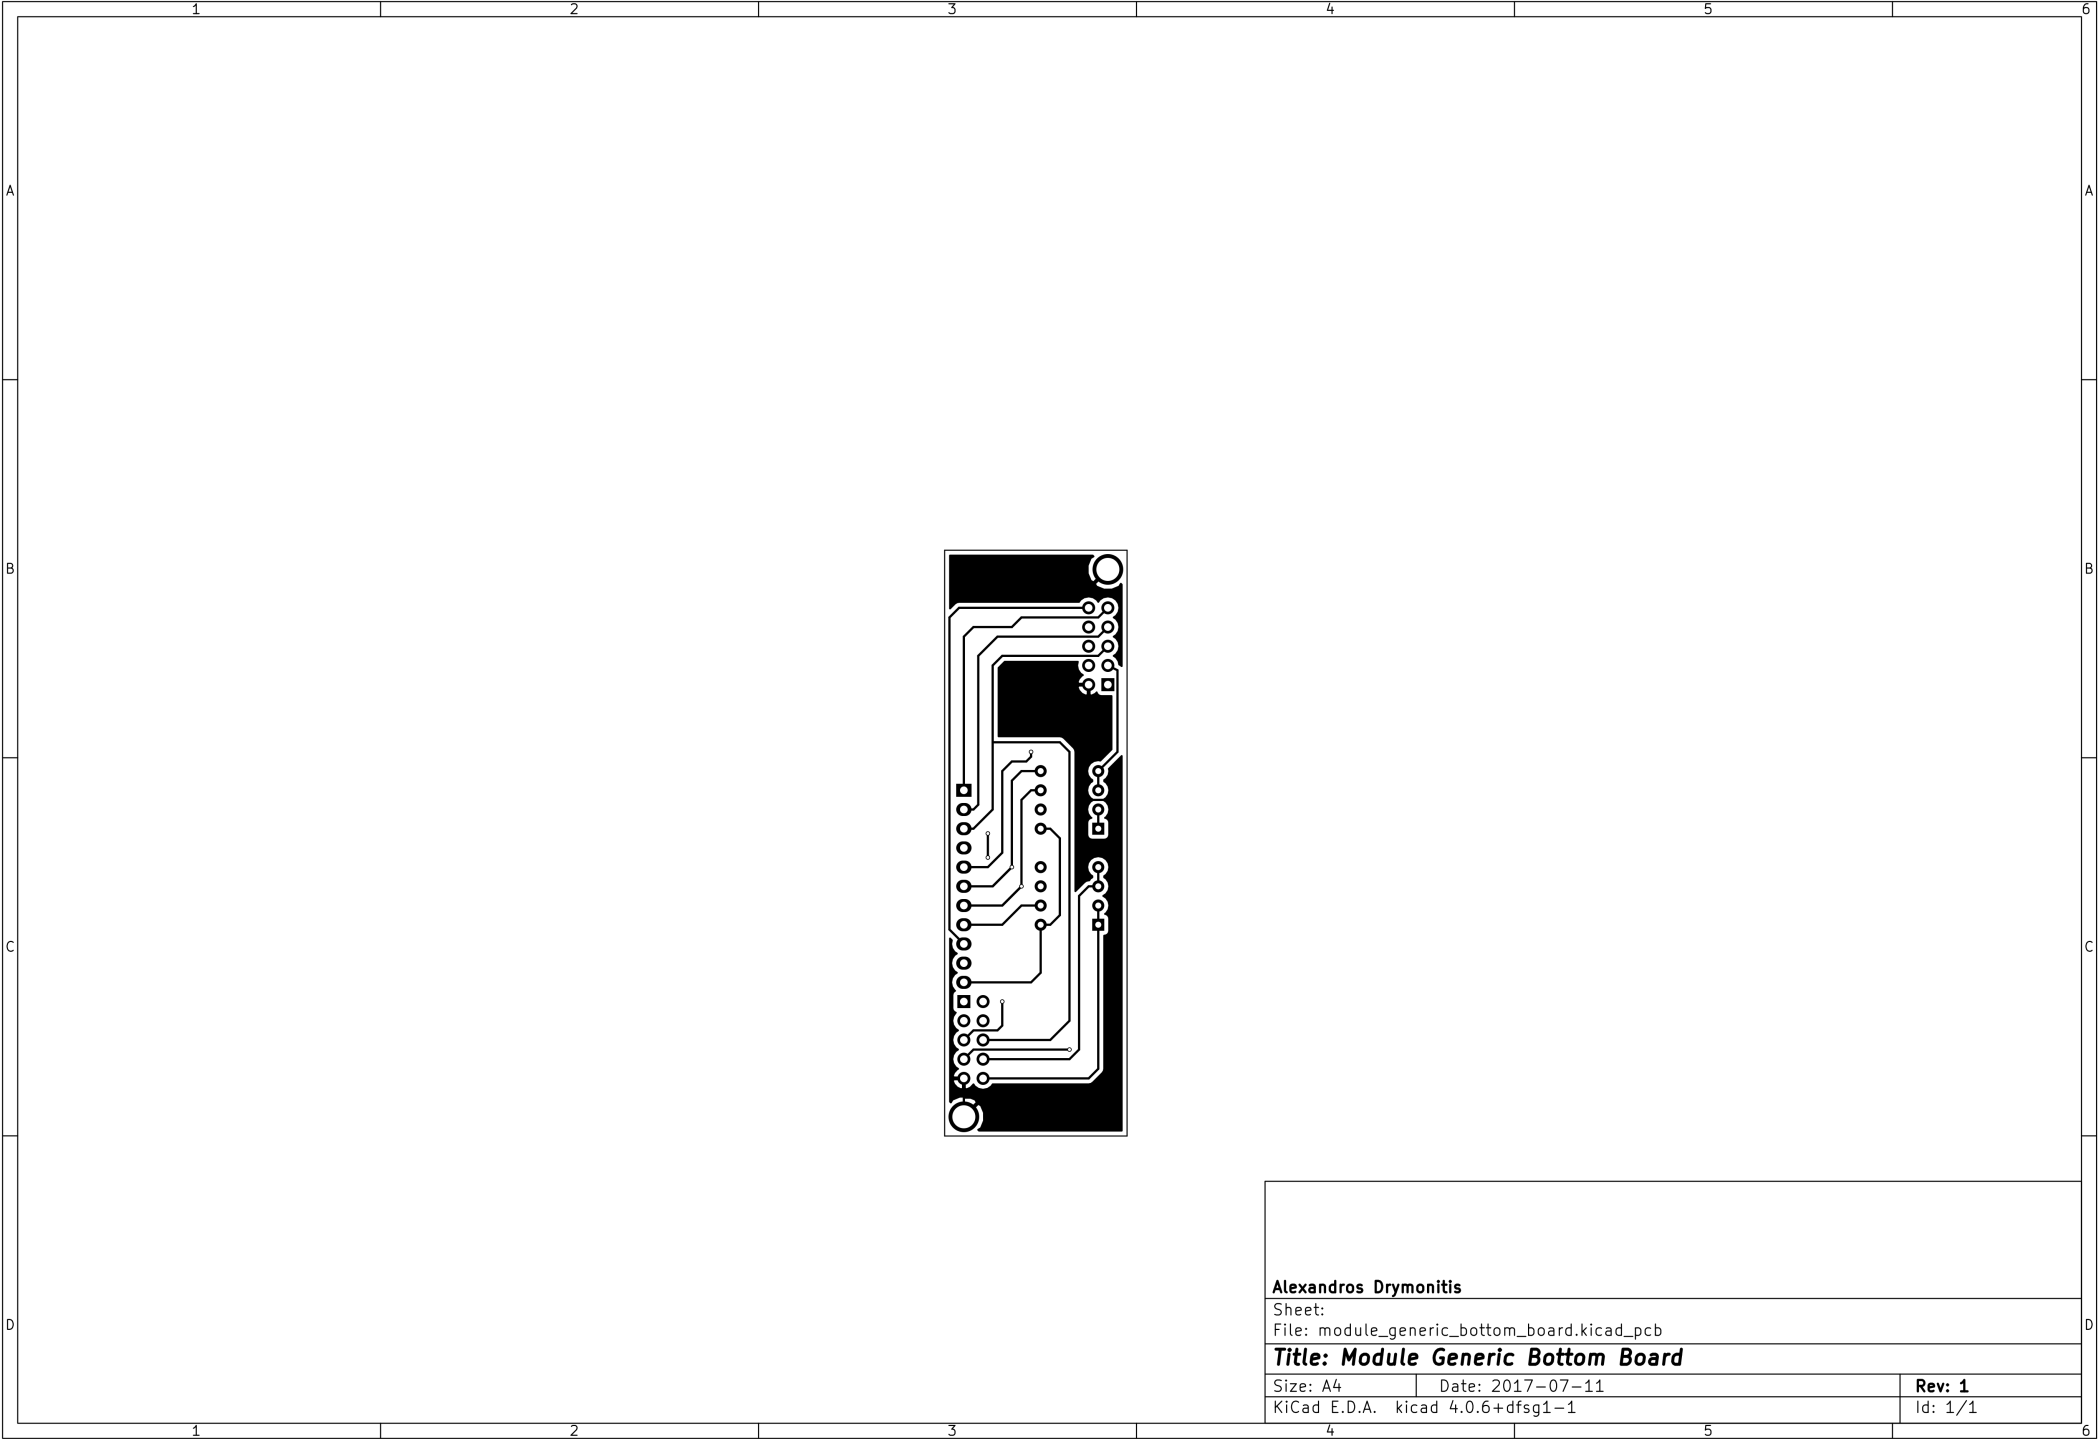 1 2 3 4 5 6
A A
B B
C C
D D
Alexandros Drymonitis
Sheet:
File: module_generic_bottom_board.kicad_pcb
Title: Module Generic Bottom Board
Size: A4 Date: 2017-07-11 Rev: 1
KiCad E.D.A. kicad 4.0.6+dfsg1-1 Id: 1/1
1 2 3 4 5 6